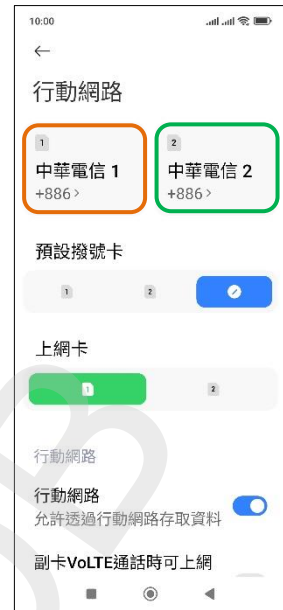 10:00
行動網路
1
中華電信 1
+886 >
2
中華電信 2
+886 >
預設撥號卡
1
2
上網卡
1
2
行動網路
行動網路
允許透過行動網路存取資料
副卡VoLTE通話時可上網